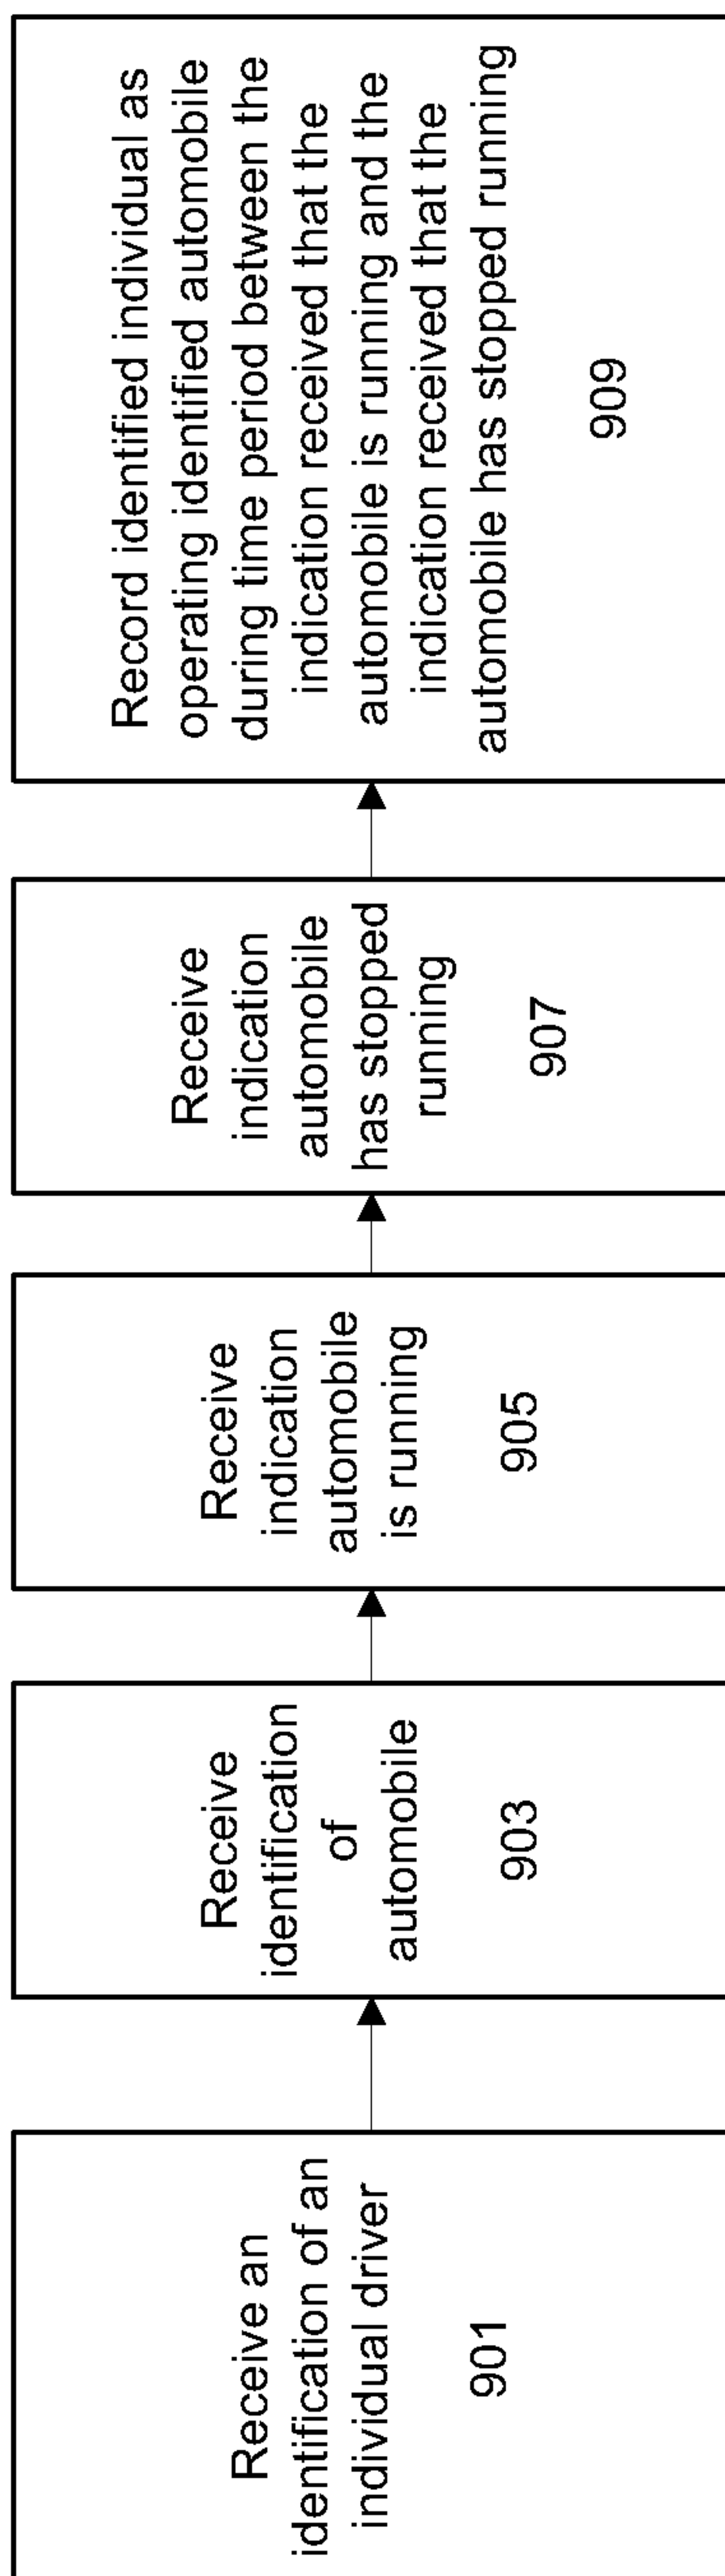 Receive an
identification of an
individual driver
901
Receive
identification
of
automobile
903
Receive
indication
automobile
is running
905
Receive
indication
automobile
has stopped
running
907
Record identified individual as
operating identified automobile
during time period between the
indication received that the
automobile is running and the
indication received that the
automobile has stopped running
909